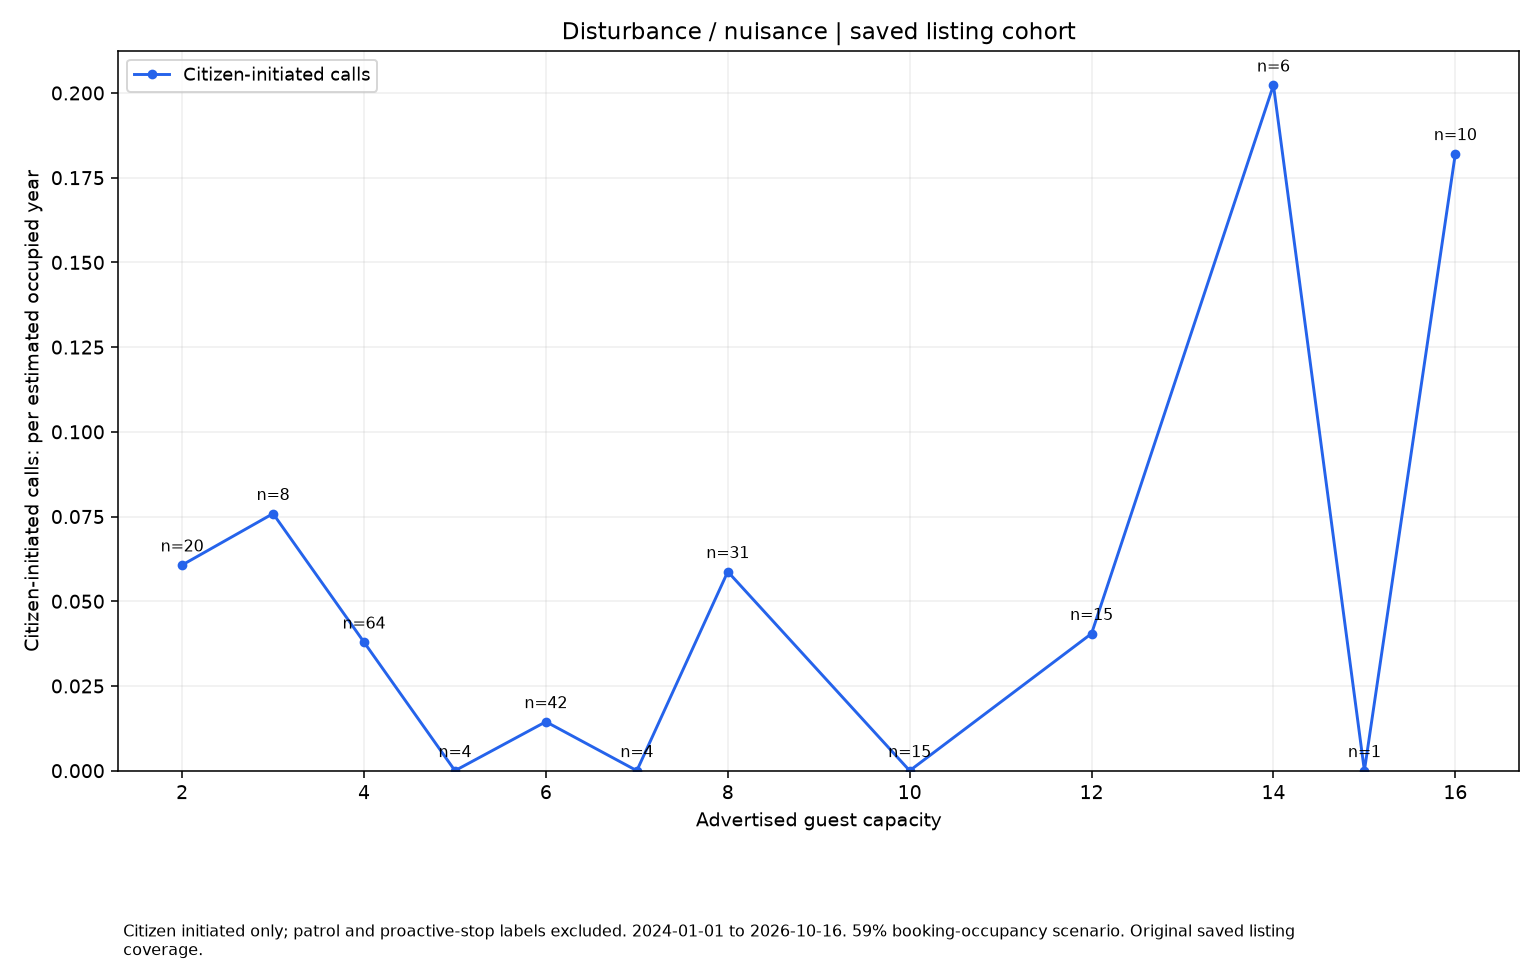 Disturbance / nuisance | saved listing cohort
Citizen-initiated calls
Citizen-initiated calls: per estimated occupied year
0.200
0.175
0.150
0.125
0.100
0.075
0.050
0.025
0.000
n=20
n=8
n=64
n=4
n=42
n=4
n=31
n=15
n=15
n=6
n=1
n=10
2 4 6 8 10 12 14 16
Advertised guest capacity
Citizen initiated only; patrol and proactive-stop labels excluded. 2024-01-01 to 2026-10-16. 59% booking-occupancy scenario. Original saved listing
coverage.